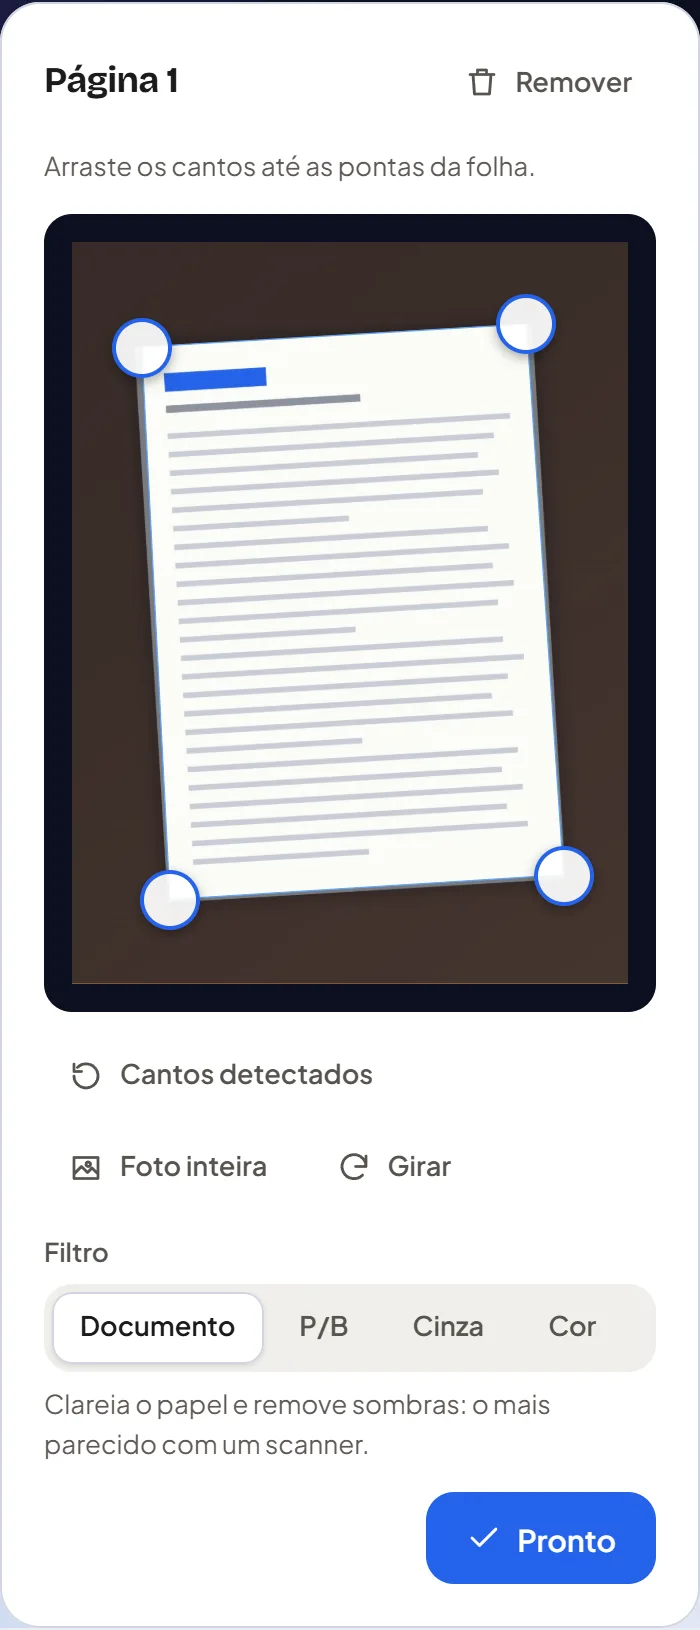 Página 1
Remover
Arraste os cantos até as pontas da folha.
Cantos detectados
Foto inteira
Girar
Filtro
Documento
P/B
Cinza
Cor
Clareia o papel e remove sombras: o mais
parecido com um scanner.
Pronto